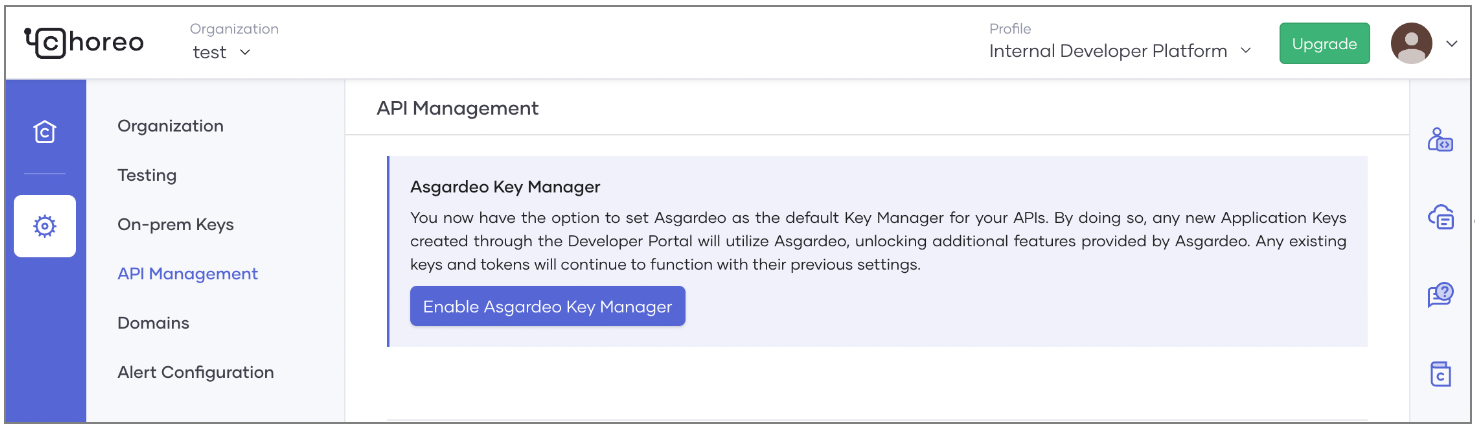 Choreo
Organization
test
Profile
Internal Developer Platform
Upgrade
Organization
Testing
On-prem Keys
API Management
Domains
Alert Configuration
API Management
Asgardeo Key Manager
You now have the option to set Asgardeo as the default Key Manager for your APIs. By doing so, any new Application Keys
created through the Developer Portal will utilize Asgardeo, unlocking additional features provided by Asgardeo. Any existing
keys and tokens will continue to function with their previous settings.
Enable Asgardeo Key Manager